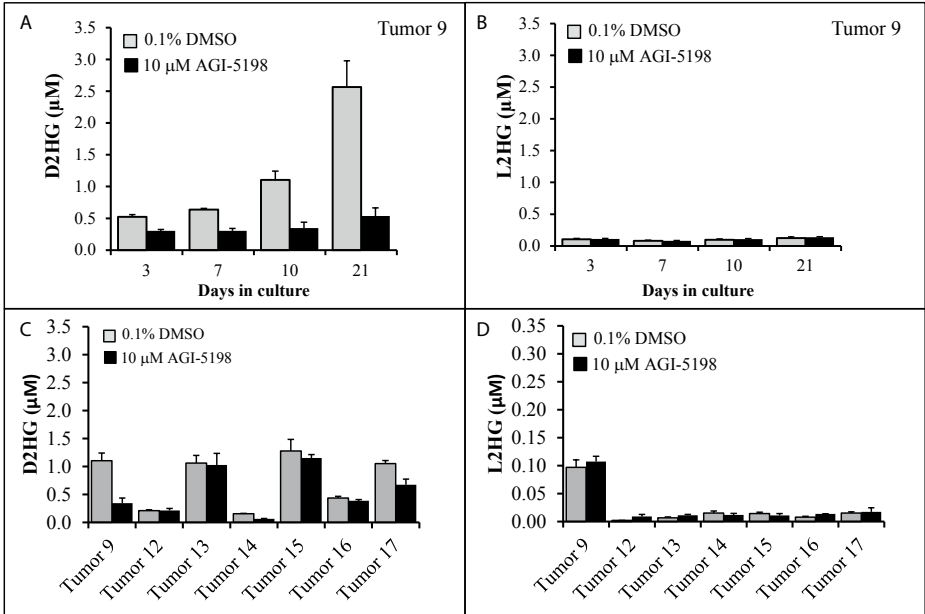 A
Tumor 9
0.1% DMSO
10 μM AGI-5198
D2HG (μM)
3.5
3.0
2.5
2.0
1.5
1.0
0.5
0.0
3 7 10 21
Days in culture
B
Tumor 9
0.1% DMSO
10 μM AGI-5198
L2HG (μM)
3.5
3.0
2.5
2.0
1.5
1.0
0.5
0.0
3 7 10 21
Days in culture
C
0.1% DMSO
10 μM AGI-5198
D2HG (μM)
3.5
3.0
2.5
2.0
1.5
1.0
0.5
0.0
Tumor 9
Tumor 12
Tumor 13
Tumor 14
Tumor 15
Tumor 16
Tumor 17
D
0.1% DMSO
10 μM AGI-5198
L2HG (μM)
0.35
0.30
0.25
0.20
0.15
0.10
0.05
0.00
Tumor 9
Tumor 12
Tumor 13
Tumor 14
Tumor 15
Tumor 16
Tumor 17